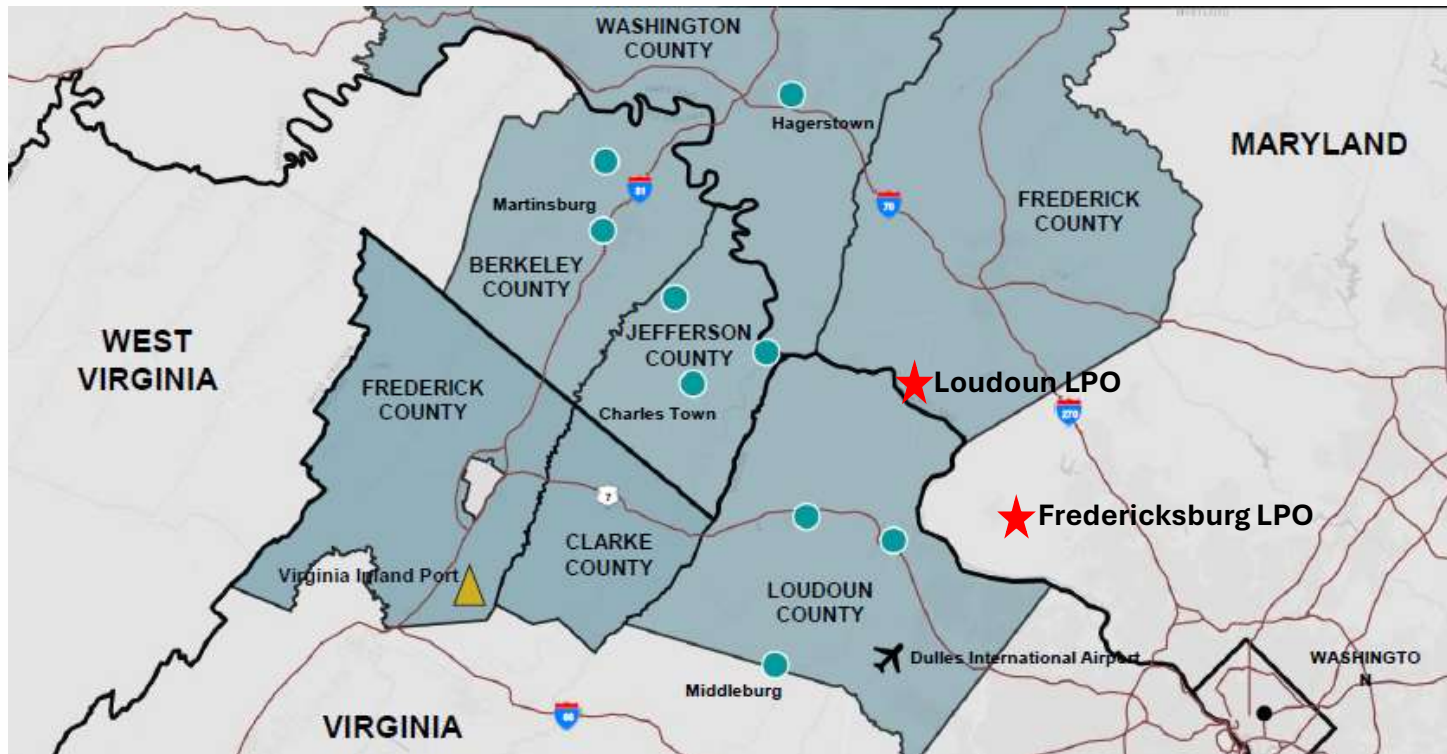 WASHINGTON
COUNTY
Hagerstown
MARYLAND
81
Martinsburg
70
FREDERICK
COUNTY
BERKELEY
COUNTY
WEST
VIRGINIA
JEFFERSON
COUNTY
FREDERICK
COUNTY
Loudoun LPO
Charles Town
270
7
Fredericksburg LPO
CLARKE
COUNTY
Virginia Inland Port
LOUDOUN
COUNTY
Dulles International Airport
WASHINGTO
N
Middleburg
66
VIRGINIA